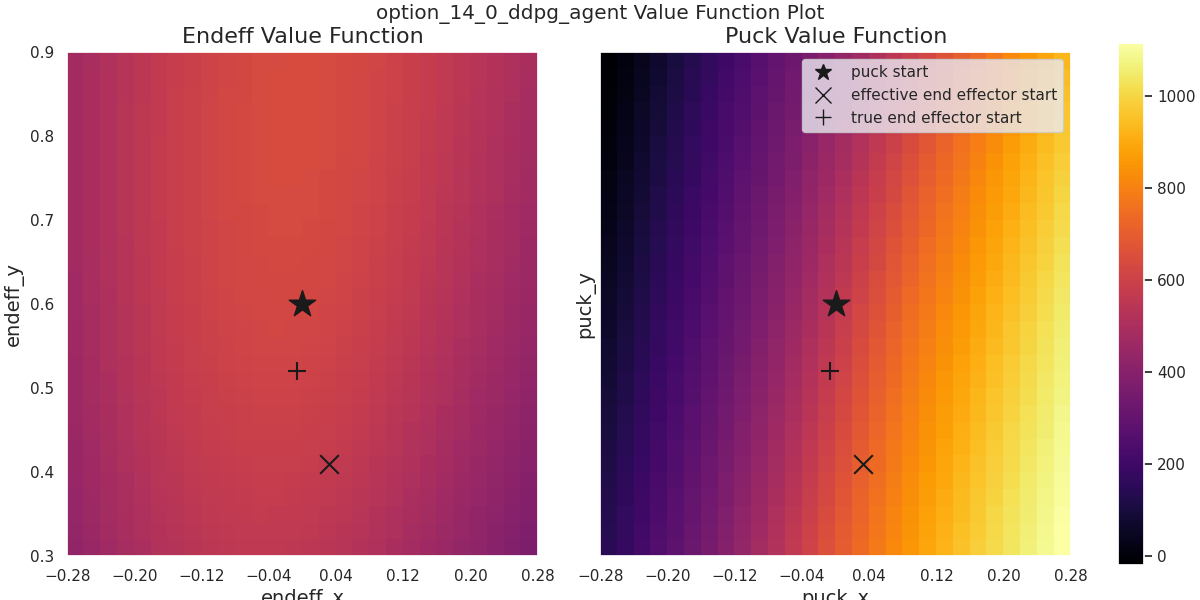 option_14_0_ddpg_agent Value Function Plot
Endeff Value Function
Puck Value Function
puck start
effective end effector start
true end effector start
endeff_y
0.9
0.8
0.7
0.6
0.5
0.4
0.3
−0.28 −0.20 −0.12 −0.04 0.04 0.12 0.20 0.28
endeff_x
puck_y
−0.28 −0.20 −0.12 −0.04 0.04 0.12 0.20 0.28
puck_x
1000
800
600
400
200
0